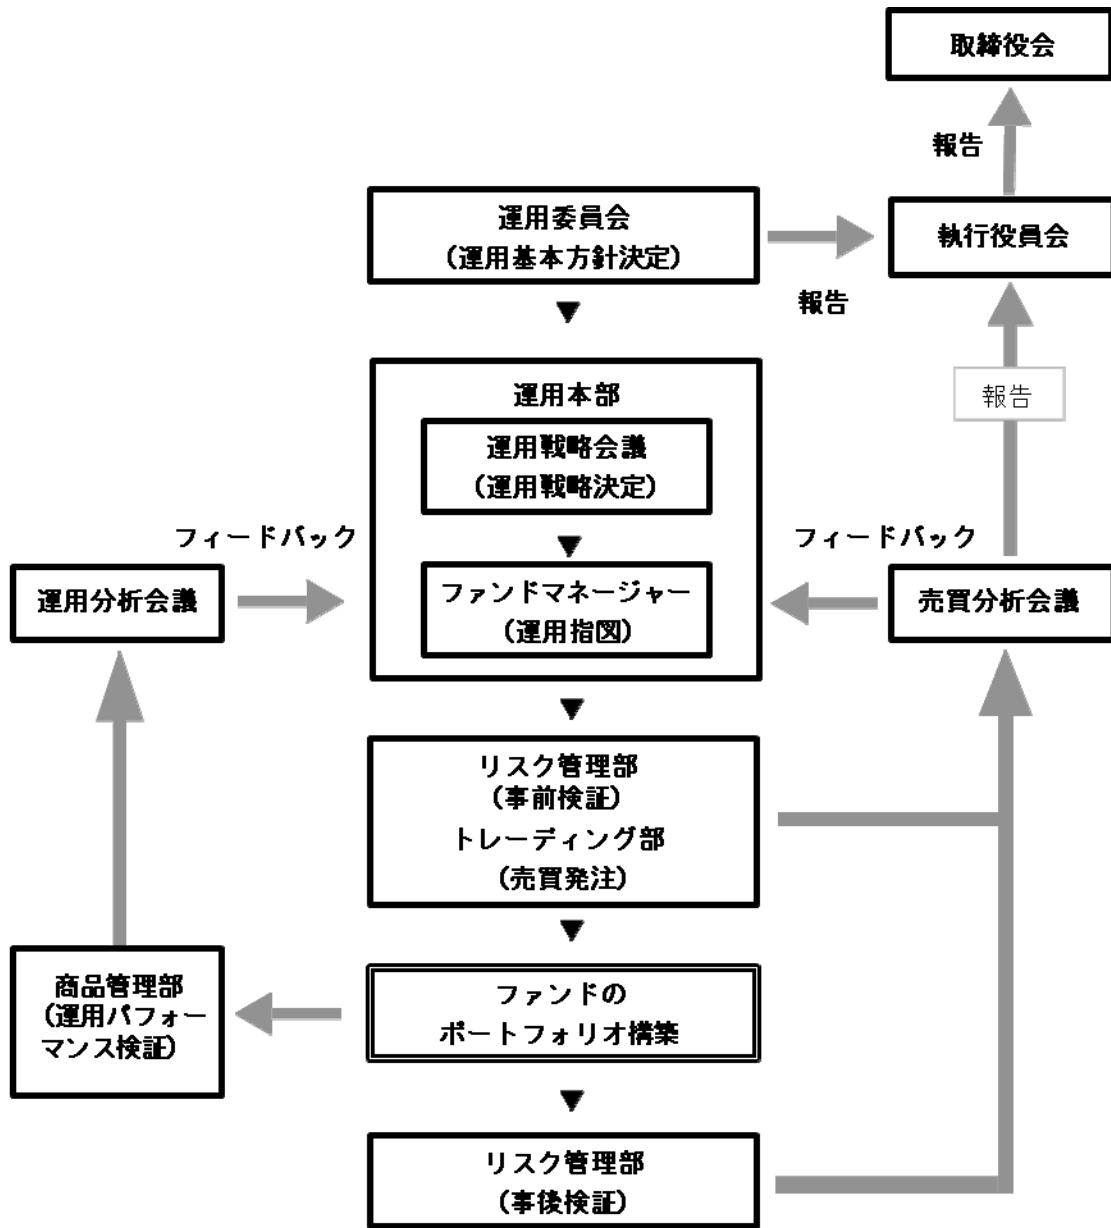 取締役会
報告
運用委員会
(運用基本方針決定)
執行役員会
報告
運用本部
報告
運用戦略会議
(運用戦略決定)
フィードバック
フィードバック
運用分析会議
ファンドマネージャー
(運用指図)
売買分析会議
リスク管理部
(事前検証)
トレーディング部
(売買発注)
商品管理部
(運用パフォー
マンス検証)
ファンドの
ポートフォリオ構築
リスク管理部
(事後検証)